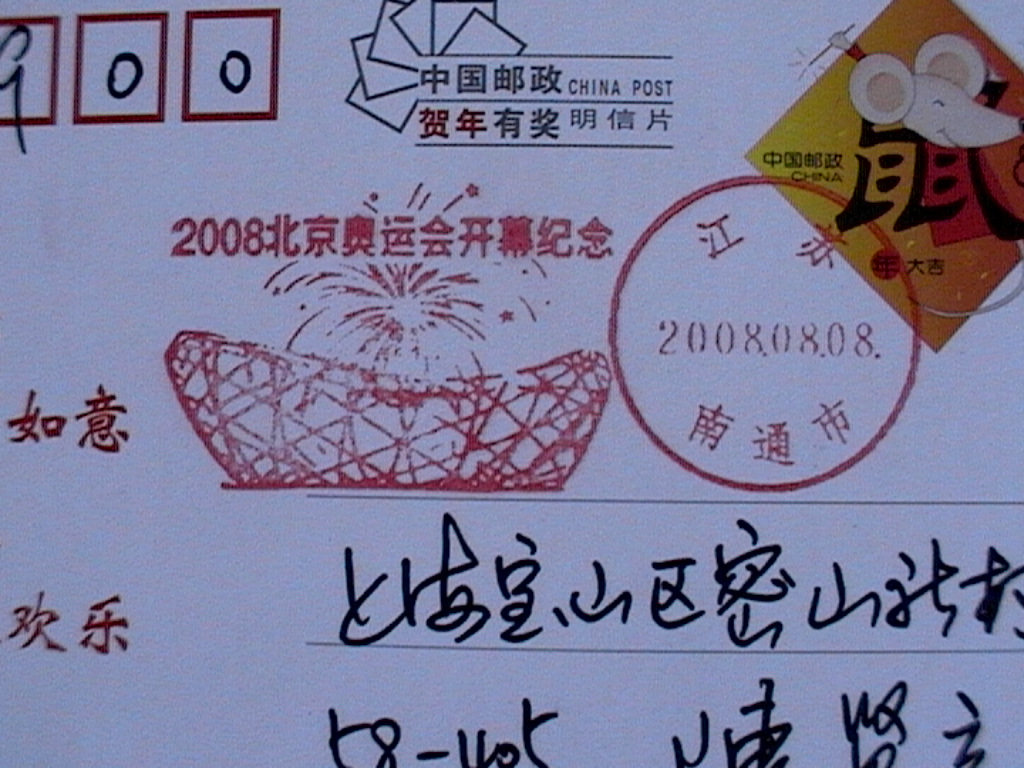 900
中国邮政 CHINA POST
贺年有奖 明信片
中国邮政
CHINA
鼠
年大吉
2008北京奥运会开幕纪念
江苏
2008.08.08.
南通市
如意
上海宝山区密山新村
欢乐
58-1405